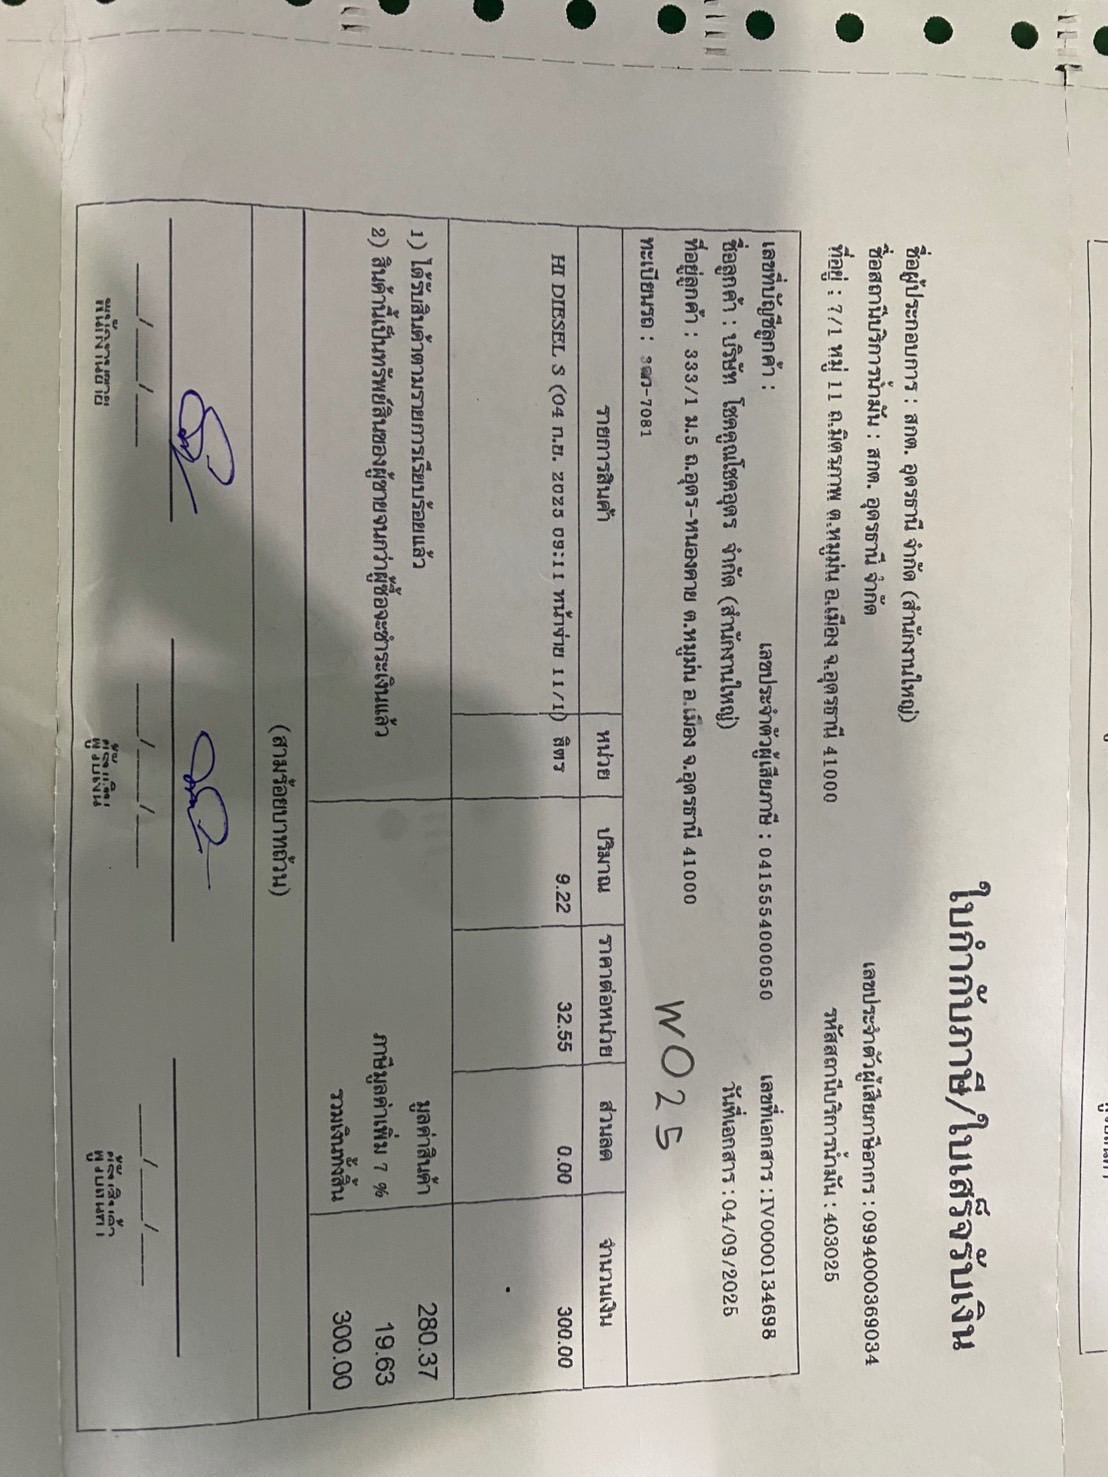 ใบกำกับภาษี/ใบเสร็จรับเงิน
ชื่อผู้ประกอบการ : สกต. อุดรธานี จำกัด (สำนักงานใหญ่)
ชื่อสถานีบริการน้ำมัน : สกต. อุดรธานี จำกัด เลขประจำตัวผู้เสียภาษีอากร : 0994000369034
ที่อยู่ : 7/1 หมู่ 11 ถ.มิตรภาพ ต.หมูม่น อ.เมือง จ.อุดรธานี 41000 รหัสสถานีบริการน้ำมัน : 403025
เลขที่บัญชีลูกค้า : เลขประจำตัวผู้เสียภาษี : 0415554000050 เลขที่เอกสาร : IV0000134698
ชื่อลูกค้า : บริษัท โชคคูณโชคอุดร จำกัด (สำนักงานใหญ่) วันที่เอกสาร : 04/09/2025
ที่อยู่ลูกค้า : 333/1 ม.5 ถ.อุดร-หนองคาย ต.หมูม่น อ.เมือง จ.อุดรธานี 41000
ทะเบียนรถ : -7081 WO25
รายการสินค้า หน่วย ปริมาณ ราคาต่อหน่วย ส่วนลด จำนวนเงิน
HI DIESEL S (04 ก.ย. 2025 09:11 หน้าจ่าย 11/1) ลิตร 9.22 32.55 0.00 300.00
1) ได้รับสินค้าตามรายการเรียบร้อยแล้ว มูลค่าสินค้า 280.37
2) สินค้านี้เป็นทรัพย์สินของผู้ขายจนกว่าผู้ซื้อจะชำระเงินแล้ว ภาษีมูลค่าเพิ่ม 7 % 19.63
รวมเงินทั้งสิ้น 300.00
(สามร้อยบาทถ้วน)
___/___/___ ___/___/___ ___/___/___
พนักงานขาย ผู้รับเงิน